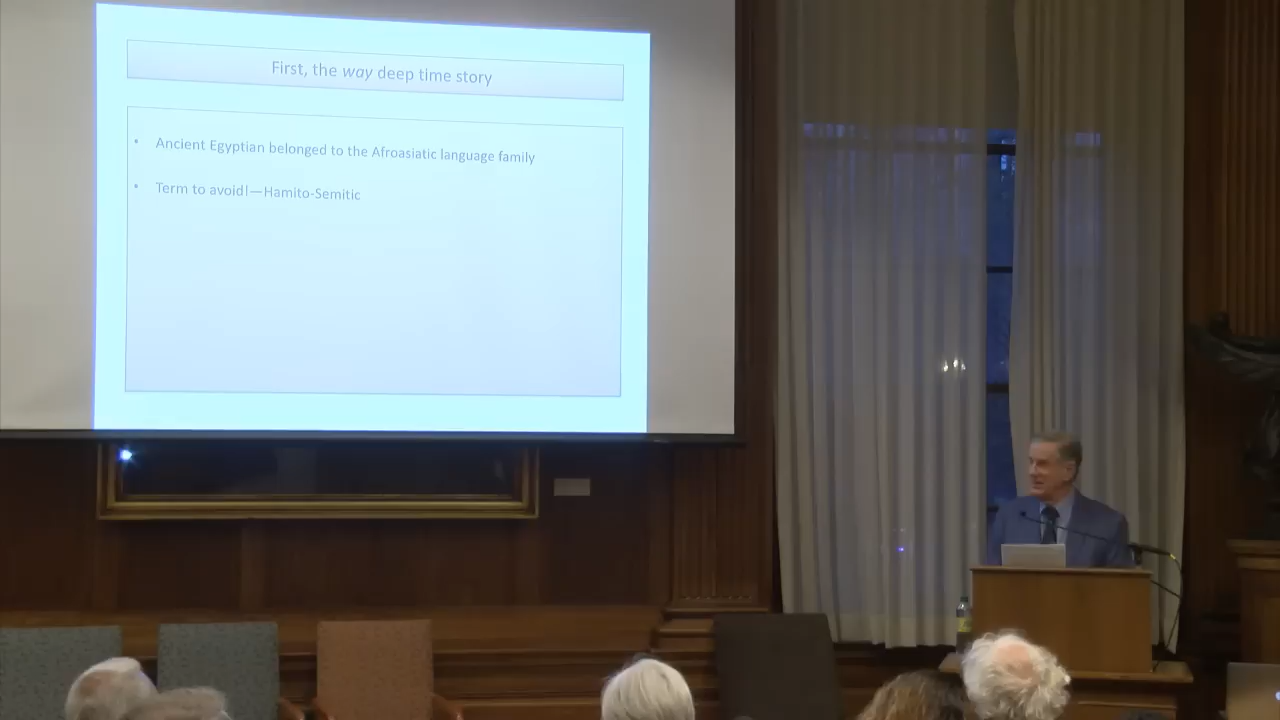 First, the way deep time story
• Ancient Egyptian belonged to the Afroasiatic language family
• Term to avoid!—Hamito-Semitic